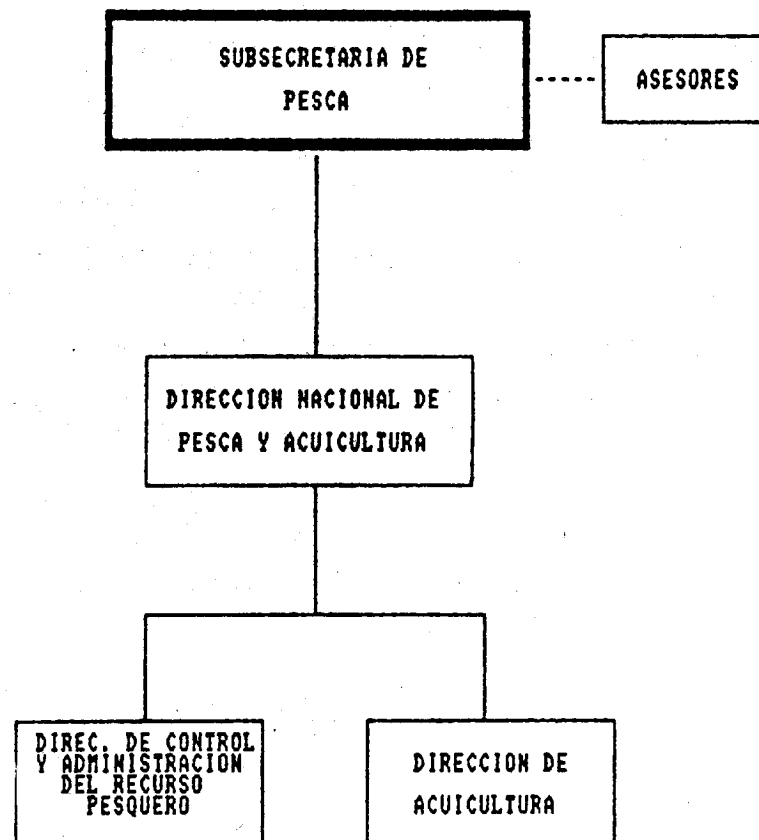 SUBSECRETARIA DE
PESCA
ASESORES
DIRECCION NACIONAL DE
PESCA Y ACUICULTURA
DIREC. DE CONTROL
Y ADMINISTRACION
DEL RECURSO
PESQUERO
DIRECCION DE
ACUICULTURA